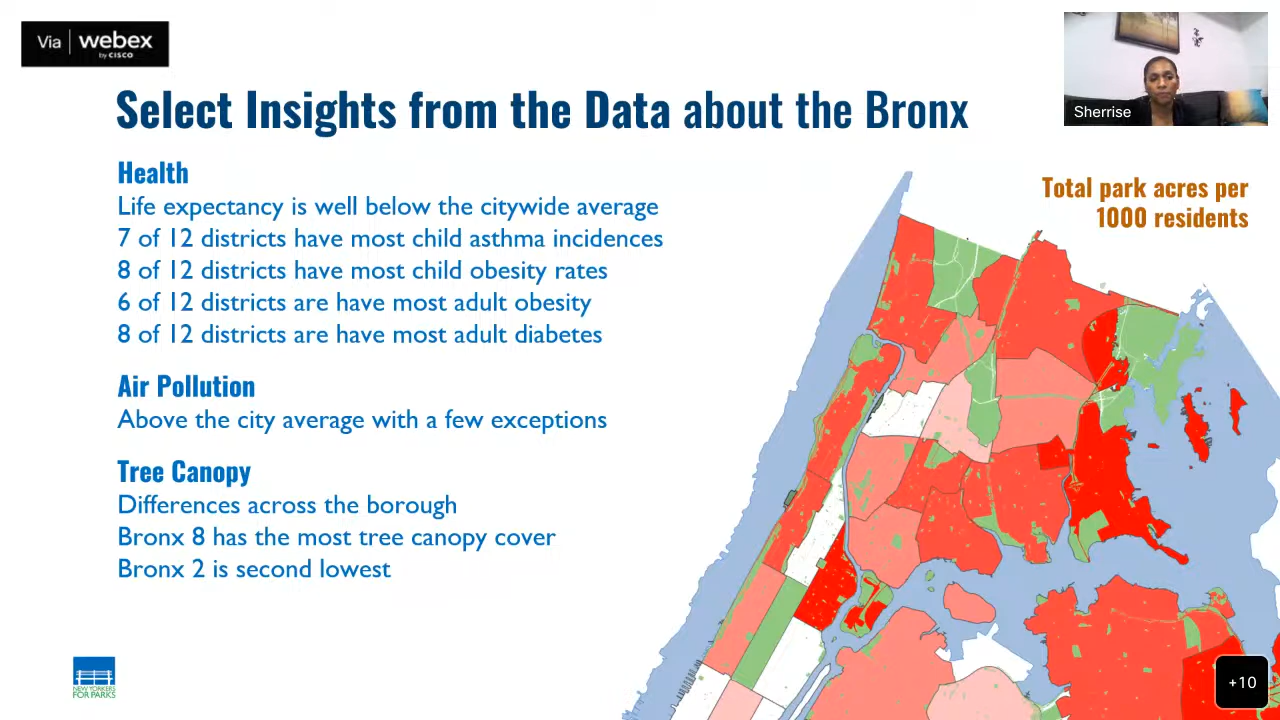 Via webex
by CISCO
Select Insights from the Data about the Bronx
Sherrise
Health
Life expectancy is well below the citywide average
7 of 12 districts have most child asthma incidences
8 of 12 districts have most child obesity rates
6 of 12 districts are have most adult obesity
8 of 12 districts are have most adult diabetes
Air Pollution
Above the city average with a few exceptions
Tree Canopy
Differences across the borough
Bronx 8 has the most tree canopy cover
Bronx 2 is second lowest
Total park acres per
1000 residents
NEW YORKERS
FOR PARKS
+10